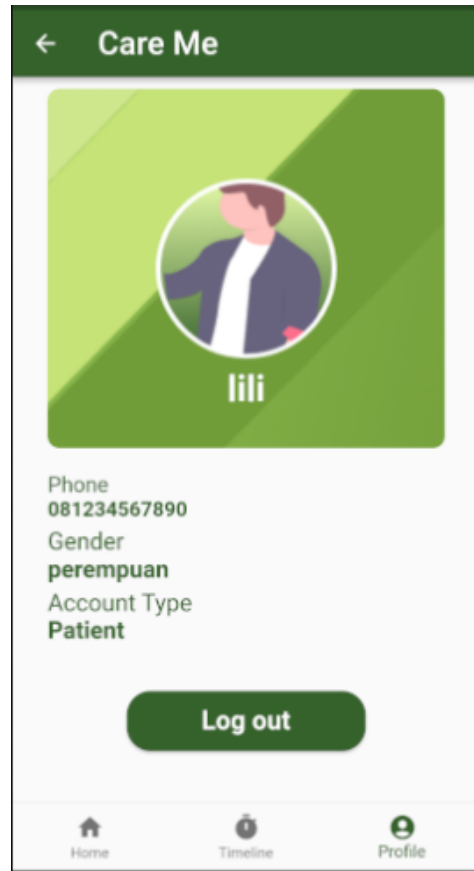 Care Me
lili
Phone
081234567890
Gender
perempuan
Account Type
Patient
Log out
Home
Timeline
Profile